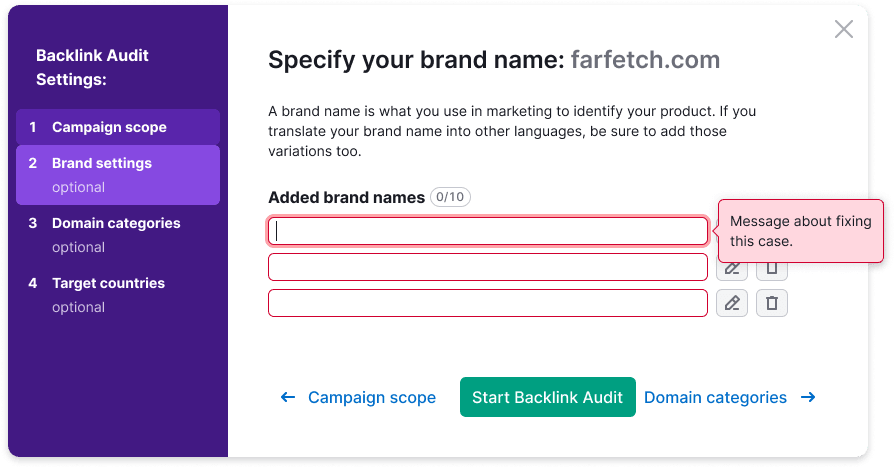 Backlink Audit
Settings:
1 Campaign scope
2 Brand settings
optional
3 Domain categories
optional
4 Target countries
optional
Specify your brand name: farfetch.com
A brand name is what you use in marketing to identify your product. If you
translate your brand name into other languages, be sure to add those
variations too.
Added brand names 0/10
Message about fixing
this case.
← Campaign scope
Start Backlink Audit
Domain categories →